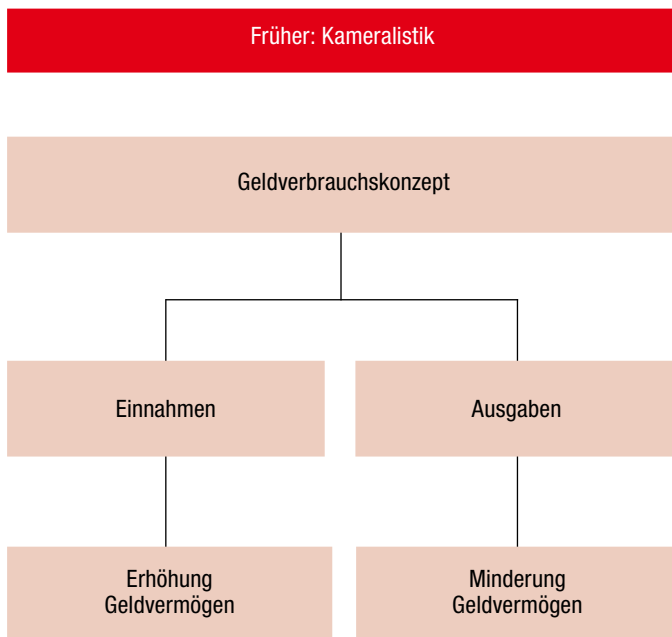 Früher: Kameralistik
Geldverbrauchskonzept
Einnahmen
Ausgaben
Erhöhung
Geldvermögen
Minderung
Geldvermögen